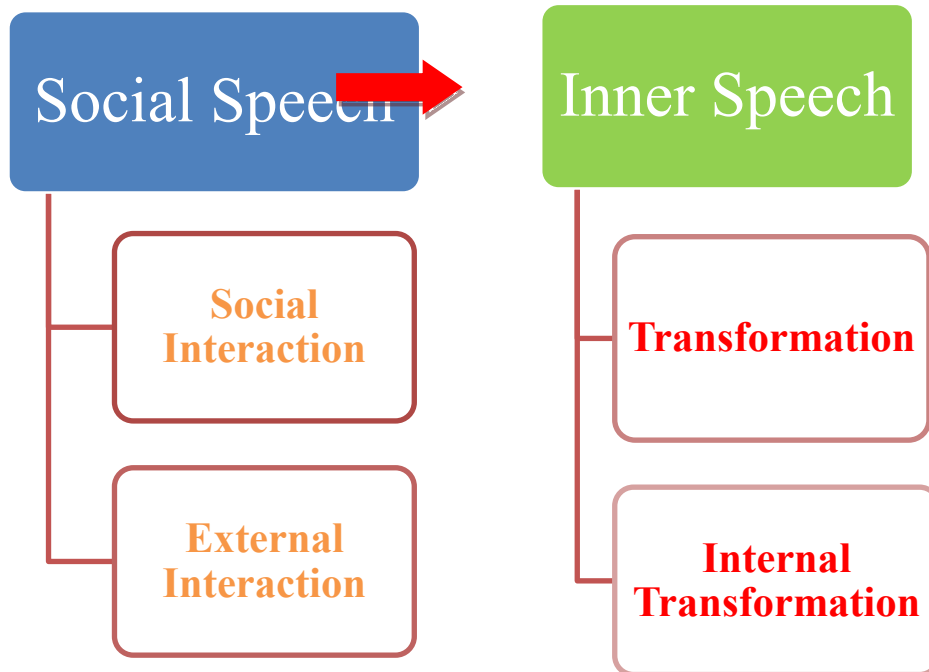 Social Speech
Inner Speech
Social
Interaction
Transformation
External
Interaction
Internal
Transformation